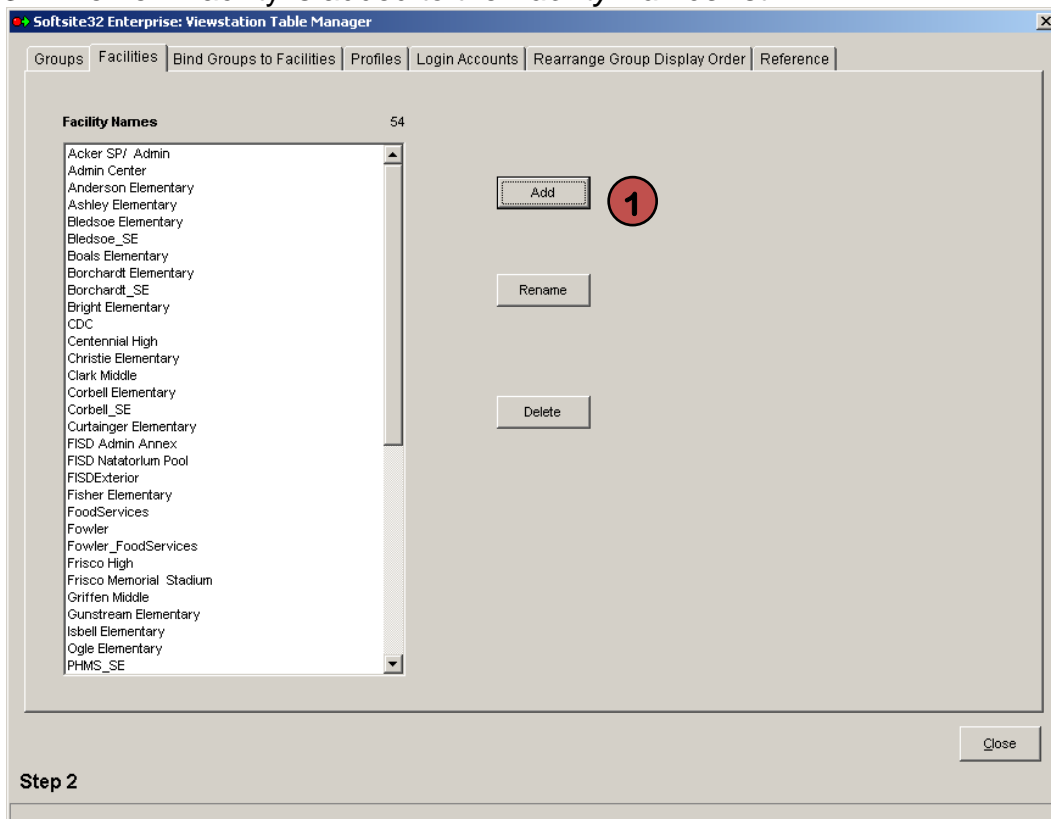 Softsite32 Enterprise: Viewstation Table Manager
Groups Facilities Bind Groups to Facilities Profiles Login Accounts Rearrange Group Display Order Reference
Facility Names 54
Acker SP/ Admin
Admin Center
Anderson Elementary
Ashley Elementary
Bledsoe Elementary
Bledsoe_SE
Boals Elementary
Borchardt Elementary
Borchardt_SE
Bright Elementary
CDC
Centennial High
Christie Elementary
Clark Middle
Corbell Elementary
Corbell_SE
Curtainger Elementary
FISD Admin Annex
FISD Natatorium Pool
FISDExterior
Fisher Elementary
FoodServices
Fowler
Fowler_FoodServices
Frisco High
Frisco Memorial Stadium
Griffen Middle
Gunstream Elementary
Isbell Elementary
Ogle Elementary
PHMS_SE
Add
1
Rename
Delete
Close
Step 2